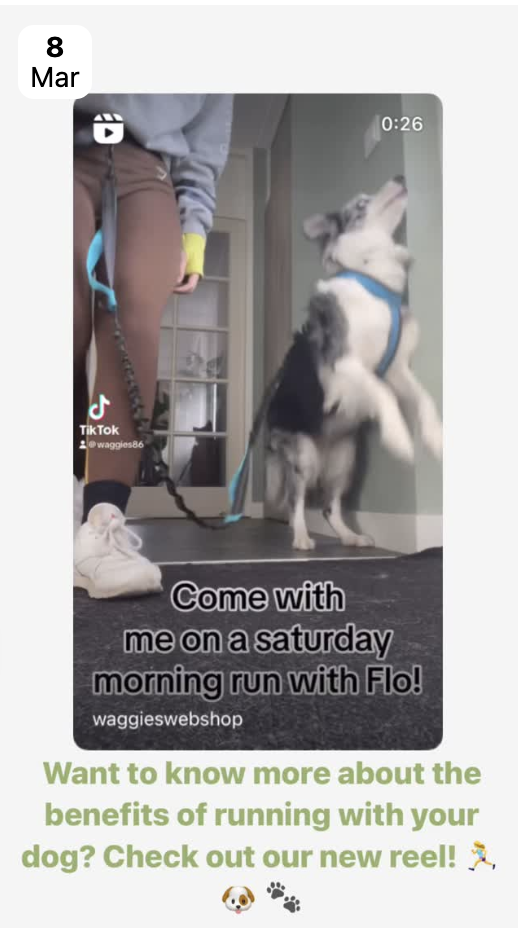 8
Mar
0:26
TikTok
@waggies86
Come with
me on a saturday
morning run with Flo!
waggieswebshop
Want to know more about the
benefits of running with your
dog? Check out our new reel! 🏃‍♀️
🐶 🐾